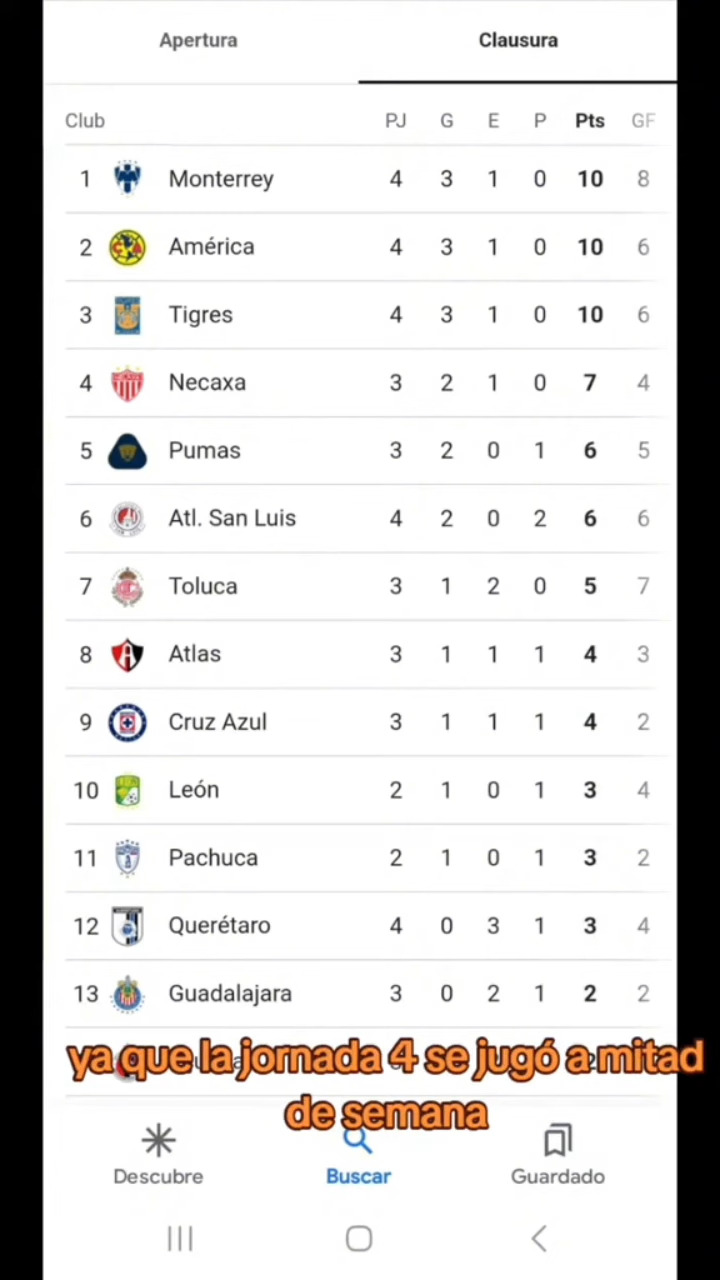 Apertura Clausura
Club PJ G E P Pts GF
1 Monterrey 4 3 1 0 10 8
2 América 4 3 1 0 10 6
3 Tigres 4 3 1 0 10 6
4 Necaxa 3 2 1 0 7 4
5 Pumas 3 2 0 1 6 5
6 Atl. San Luis 4 2 0 2 6 6
7 Toluca 3 1 2 0 5 7
8 Atlas 3 1 1 1 4 3
9 Cruz Azul 3 1 1 1 4 2
10 León 2 1 0 1 3 4
11 Pachuca 2 1 0 1 3 2
12 Querétaro 4 0 3 1 3 4
13 Guadalajara 3 0 2 1 2 2
ya que la jornada 4 se jugó a mitad
de semana
Descubre Buscar Guardado